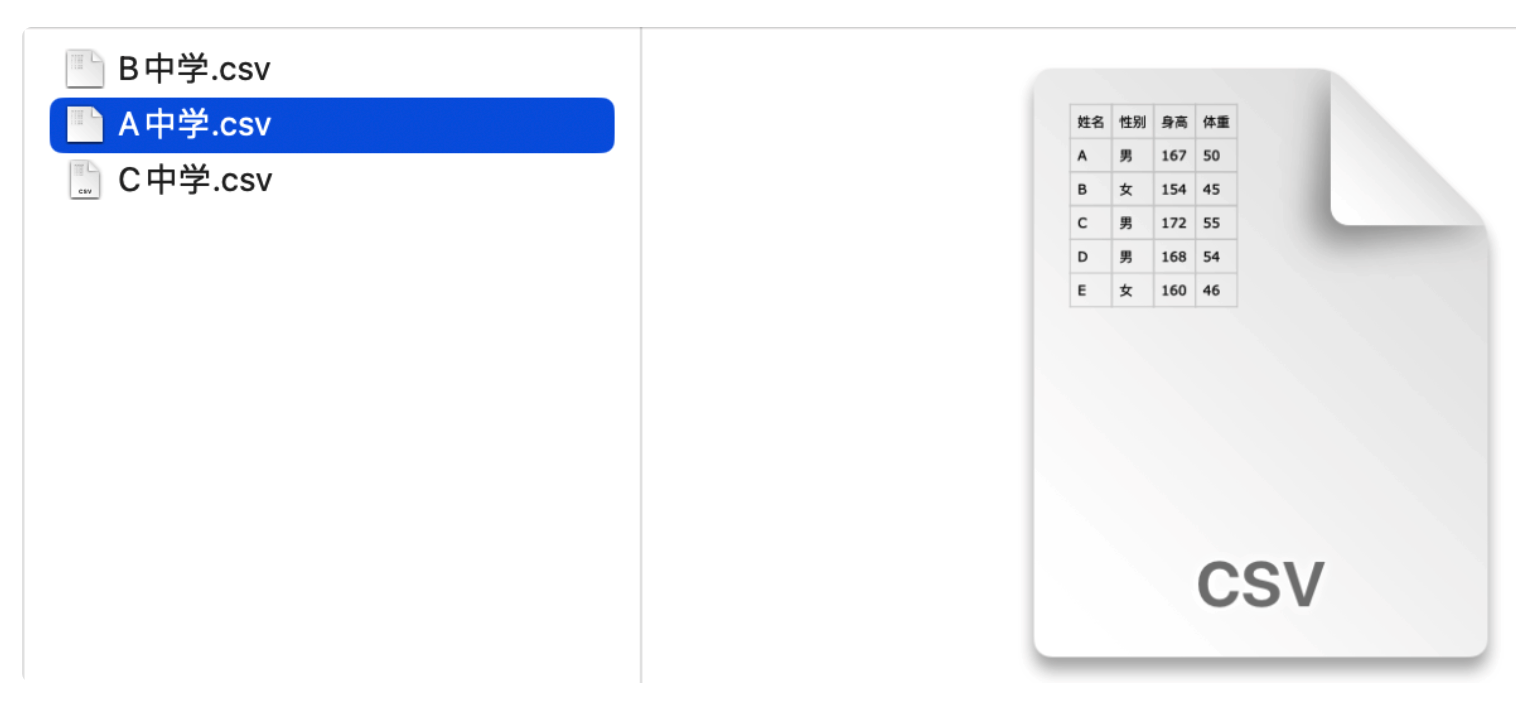 B中学.csv
A中学.csv
CSV
C中学.csv
姓名 性别 身高 体重
A 男 167 50
B 女 154 45
C 男 172 55
D 男 168 54
E 女 160 46
CSV